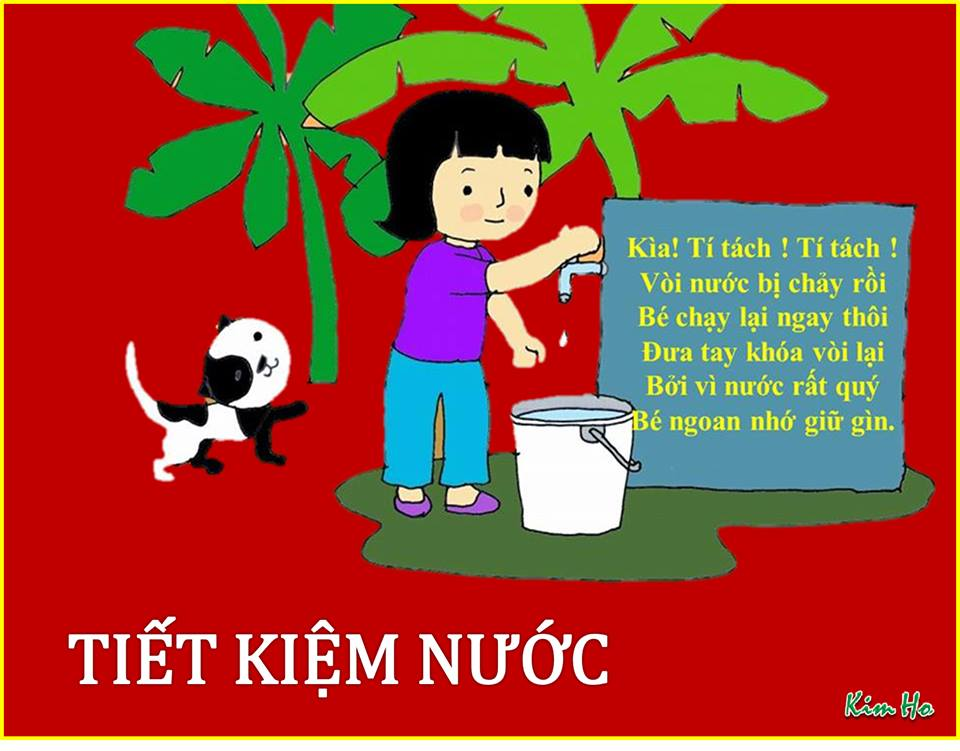 Kìa! Tí tách ! Tí tách !
Vòi nước bị chảy rồi
Bé chạy lại ngay thôi
Đưa tay khóa vòi lại
Bởi vì nước rất quý
Bé ngoan nhớ giữ gìn.
TIẾT KIỆM NƯỚC
Kim Ho